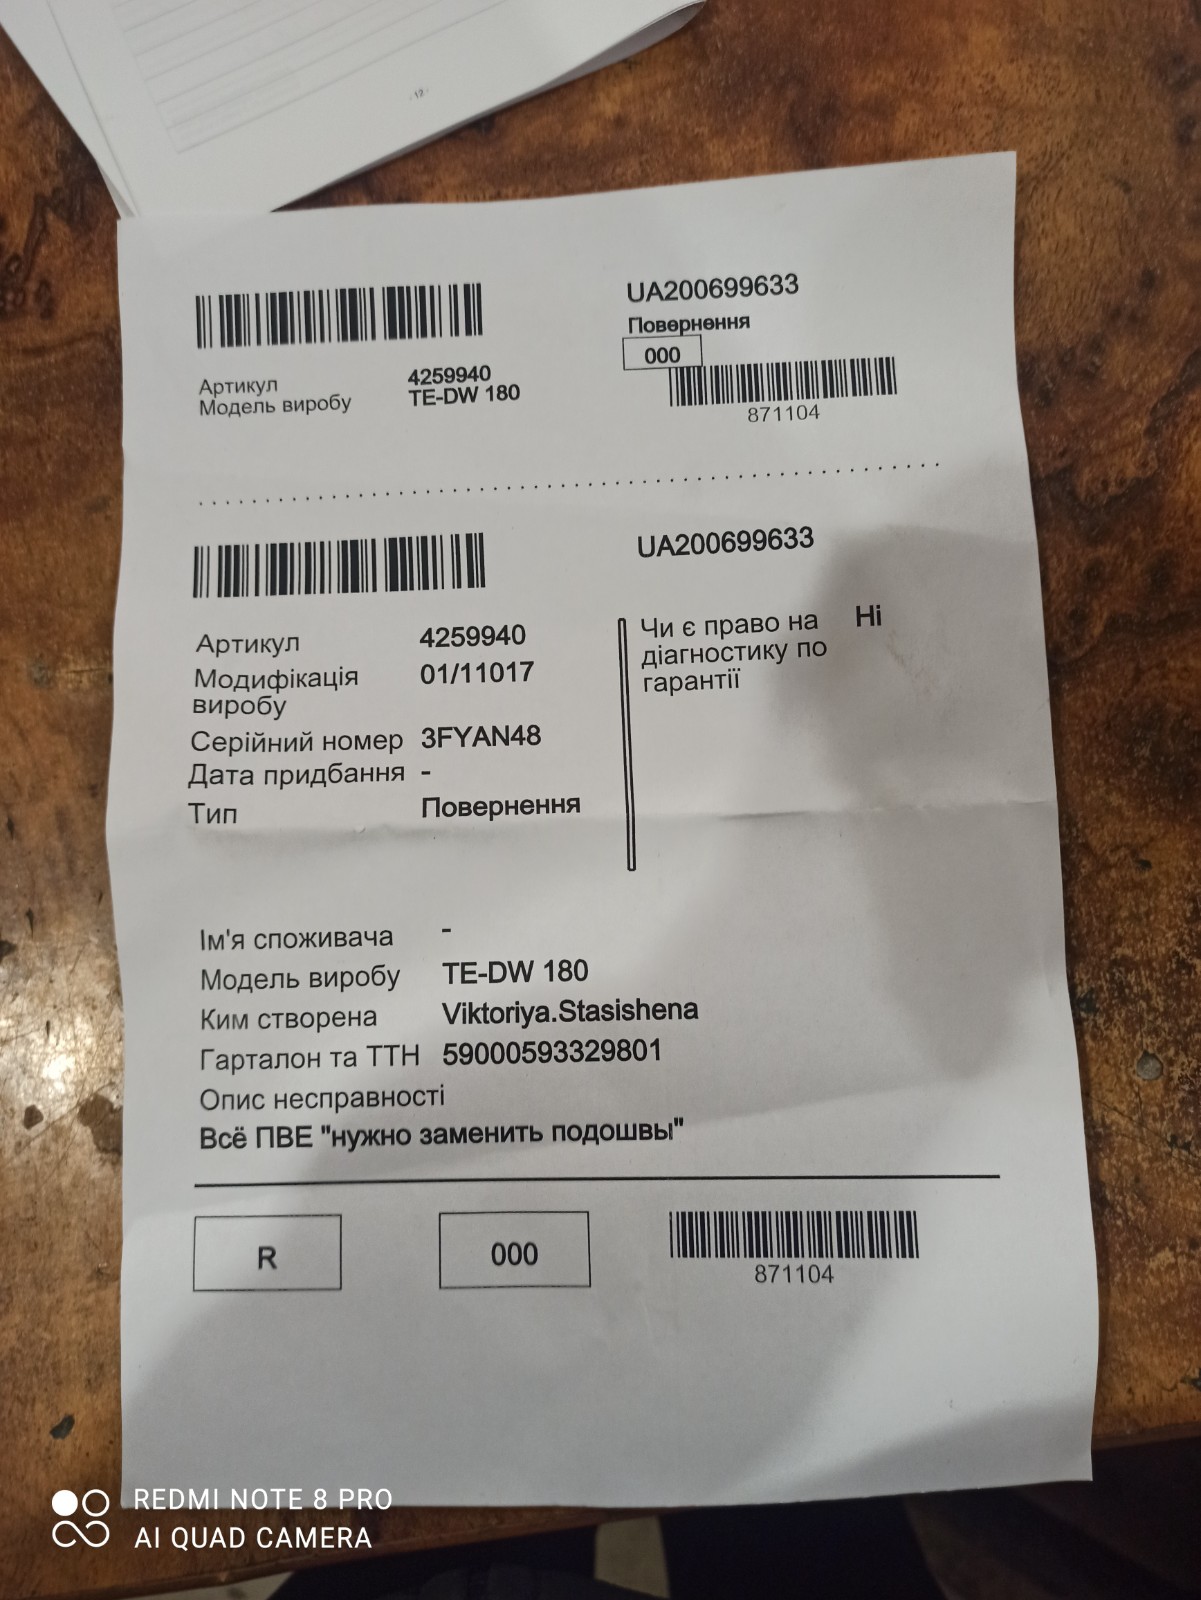 -12-
UA200699633
Повернення
000
Артикул 4259940
Модель виробу TE-DW 180
871104
UA200699633
Артикул 4259940
Модифікація виробу 01/11017
Серійний номер 3FYAN48
Дата придбання -
Тип Повернення
Чи є право на Ні
діагностику по
гарантії
Ім'я споживача -
Модель виробу TE-DW 180
Ким створена Viktoriya.Stasishena
Гарталон та ТТН 59000593329801
Опис несправності
Всё ПВЕ "нужно заменить подошвы"
R
000
871104
REDMI NOTE 8 PRO
AI QUAD CAMERA